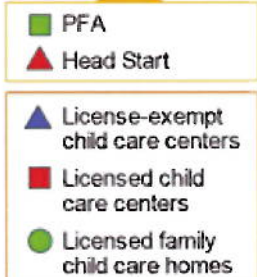 PFA
Head Start
License-exempt
child care centers
Licensed child
care centers
Licensed family
child care homes